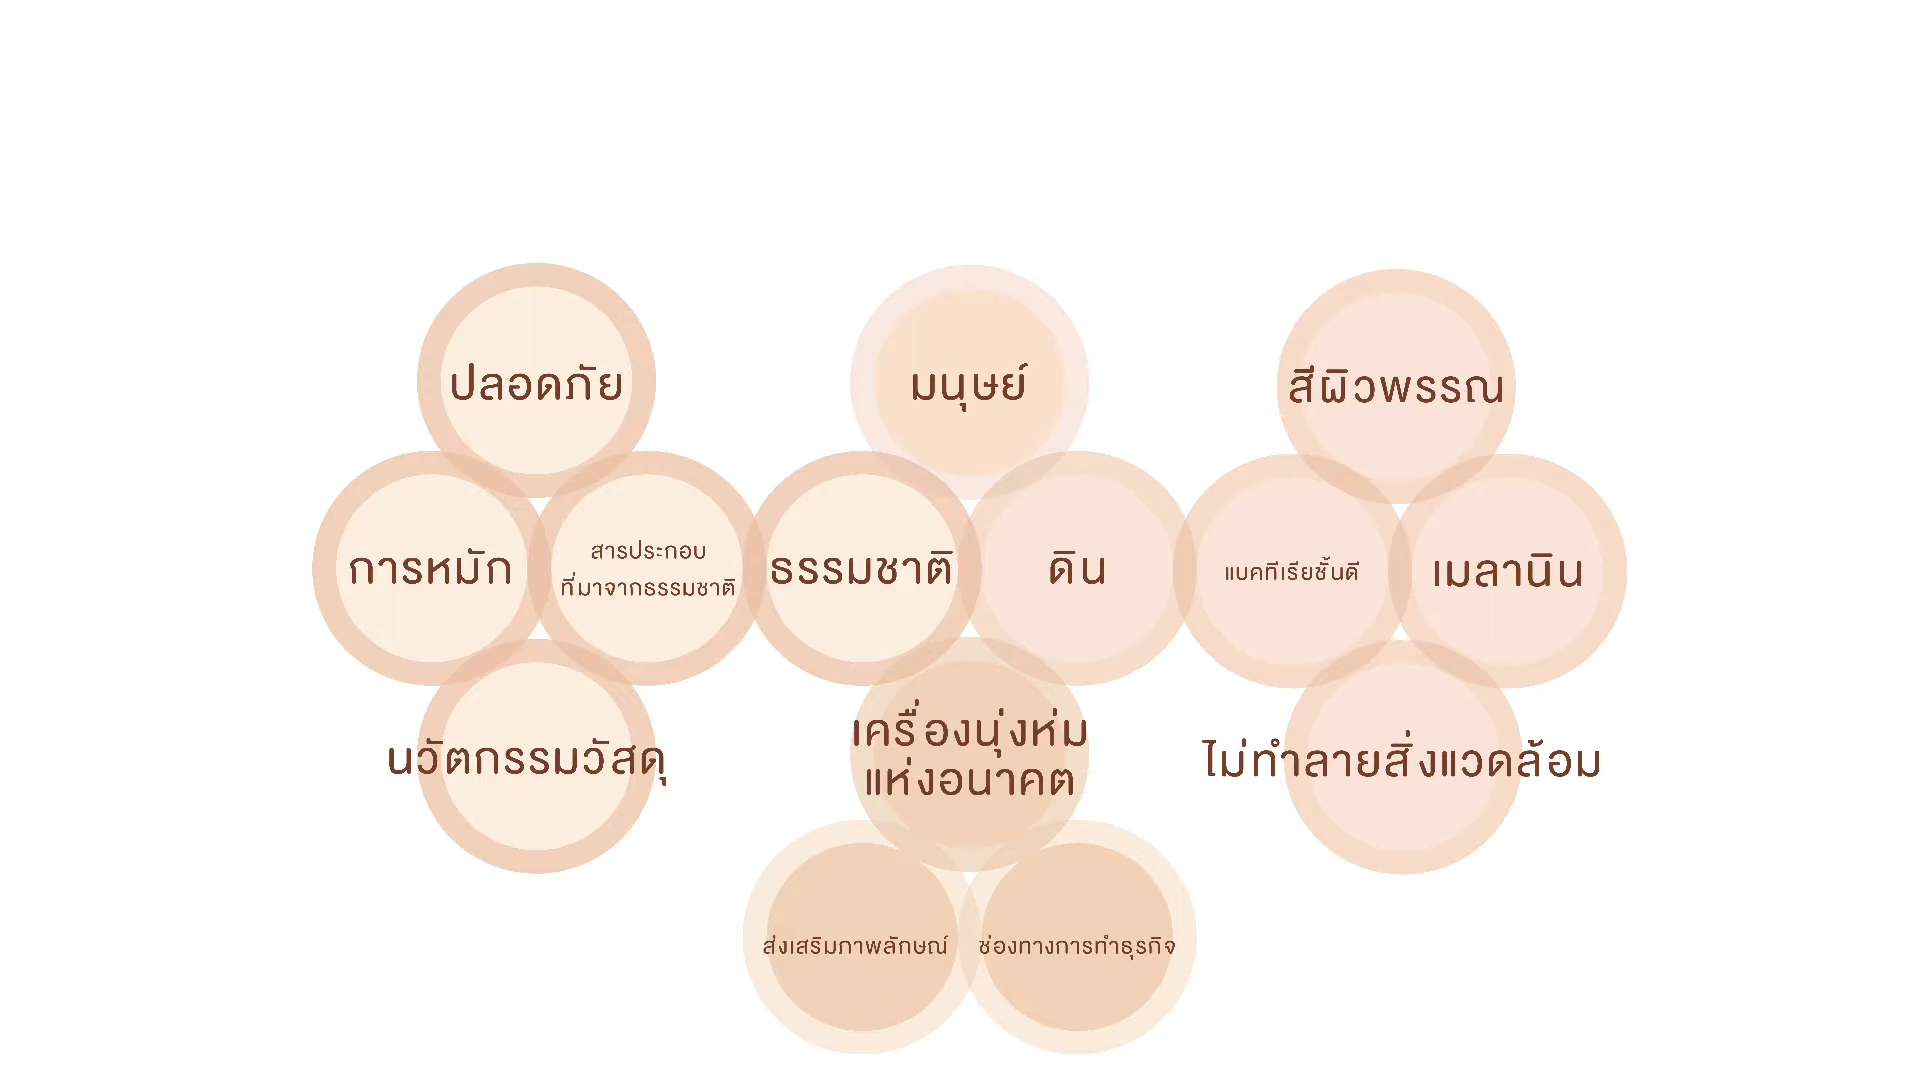 ปลอดภัย
มนุษย์
สีผิวพรรณ
การหมัก
สารประกอบ
ที่มาจากธรรมชาติ
ธรรมชาติ
ดิน
แบคทีเรียชั้นดี
เมลานิน
นวัตกรรมวัสดุ
เครื่องนุ่งห่ม
แห่งอนาคต
ไม่ทำลายสิ่งแวดล้อม
ส่งเสริมภาพลักษณ์
ช่องทางการทำธุรกิจ